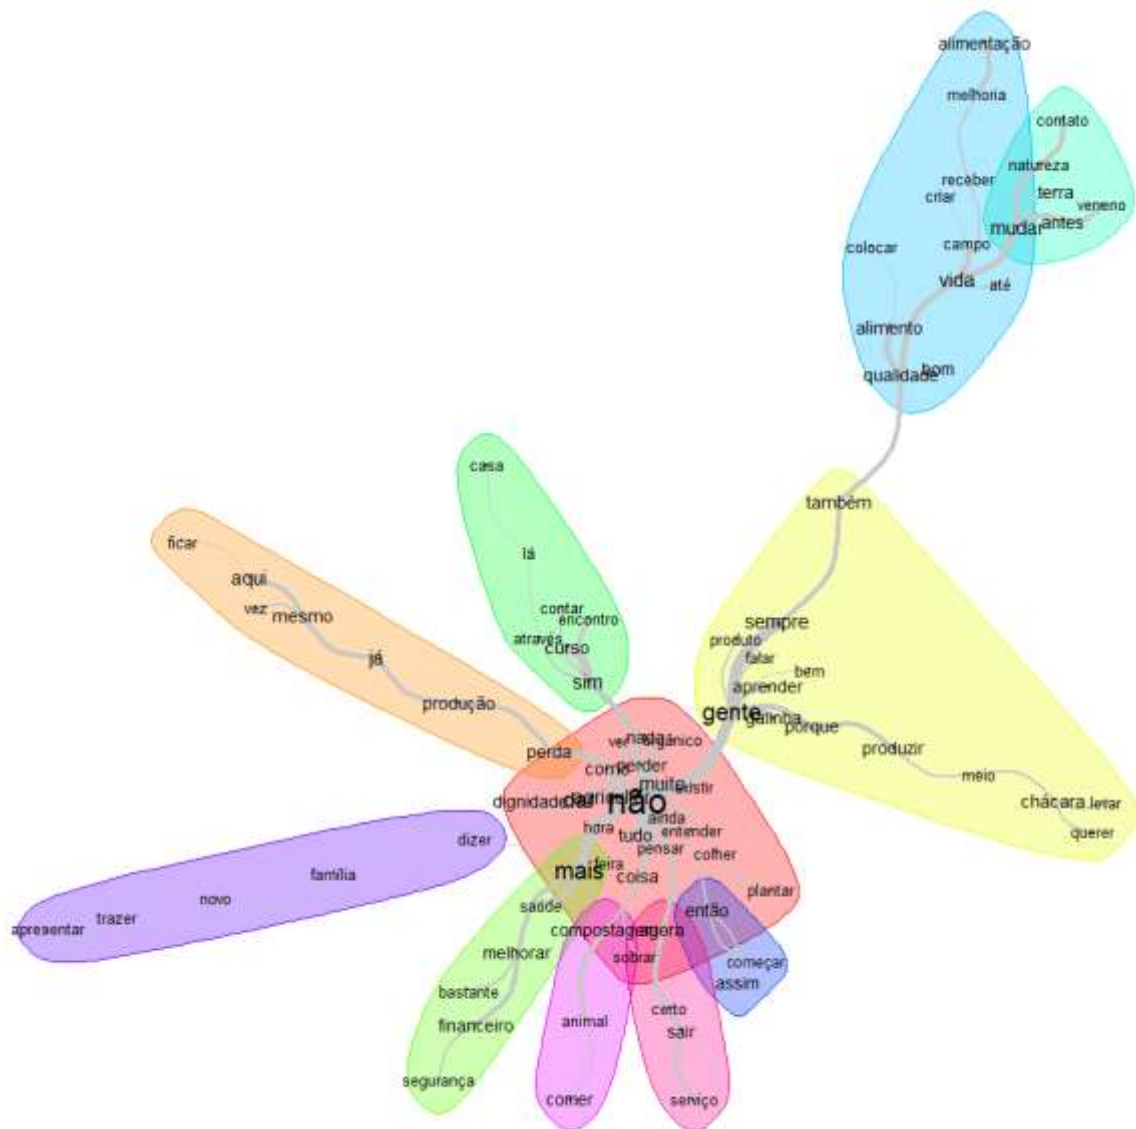 alimentação
melhoria
contato
natureza
receber
criar
terra
veneno
mudar
antes
colocar
campo
vida
até
alimento
bom
qualidade
casa
também
ficar
lá
aqui
vez
mesmo
contar
encontro
sempre
através
curso
produto
falar
já
sim
bem
aprender
produção
gente
galinha
porque
ver
nada
orgânico
produzir
perda
como
perder
muito
existir
meio
dignidade
não
chácara
levar
hora
ainda
tudo
entender
querer
dizer
pensar
colher
mais
feira
coisa
família
plantar
novo
saúde
então
trazer
apresentar
compostagem
agora
melhorar
sobrar
começar
assim
bastante
certo
financeiro
animal
sair
segurança
comer
serviço